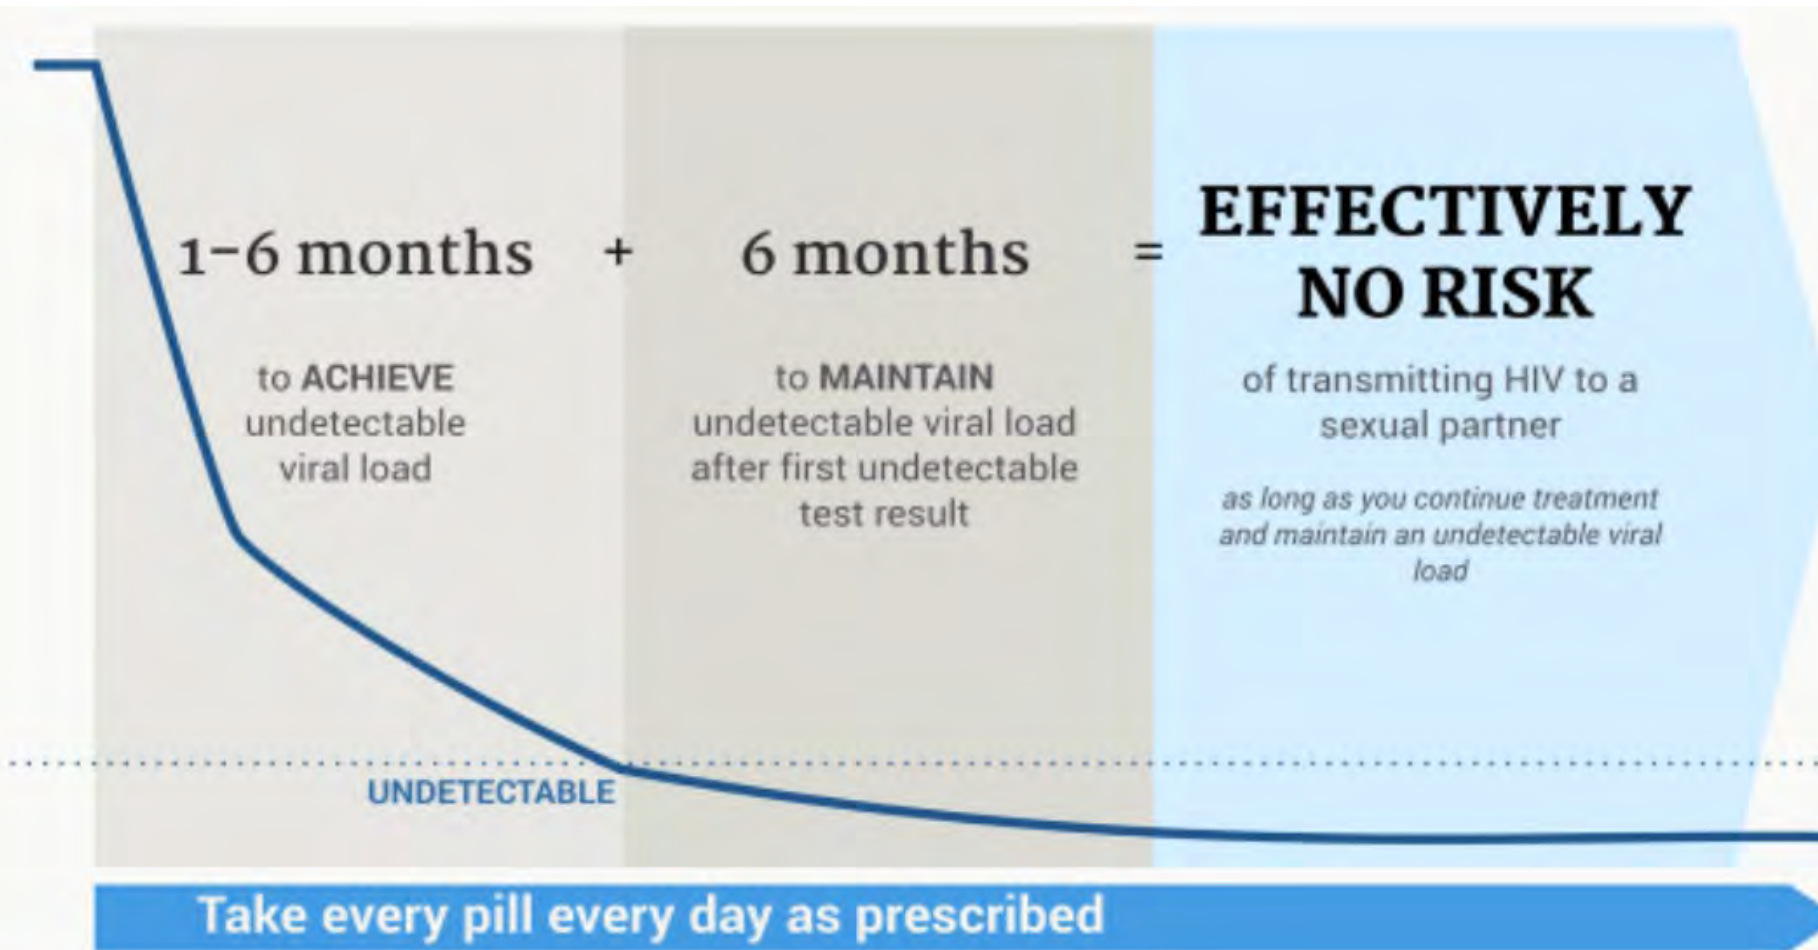 1-6 months
+
6 months
=
EFFECTIVELY
NO RISK
to ACHIEVE
undetectable
viral load
to MAINTAIN
undetectable viral load
after first undetectable
test result
of transmitting HIV to a
sexual partner
as long as you continue treatment
and maintain an undetectable viral
load
UNDETECTABLE
Take every pill every day as prescribed